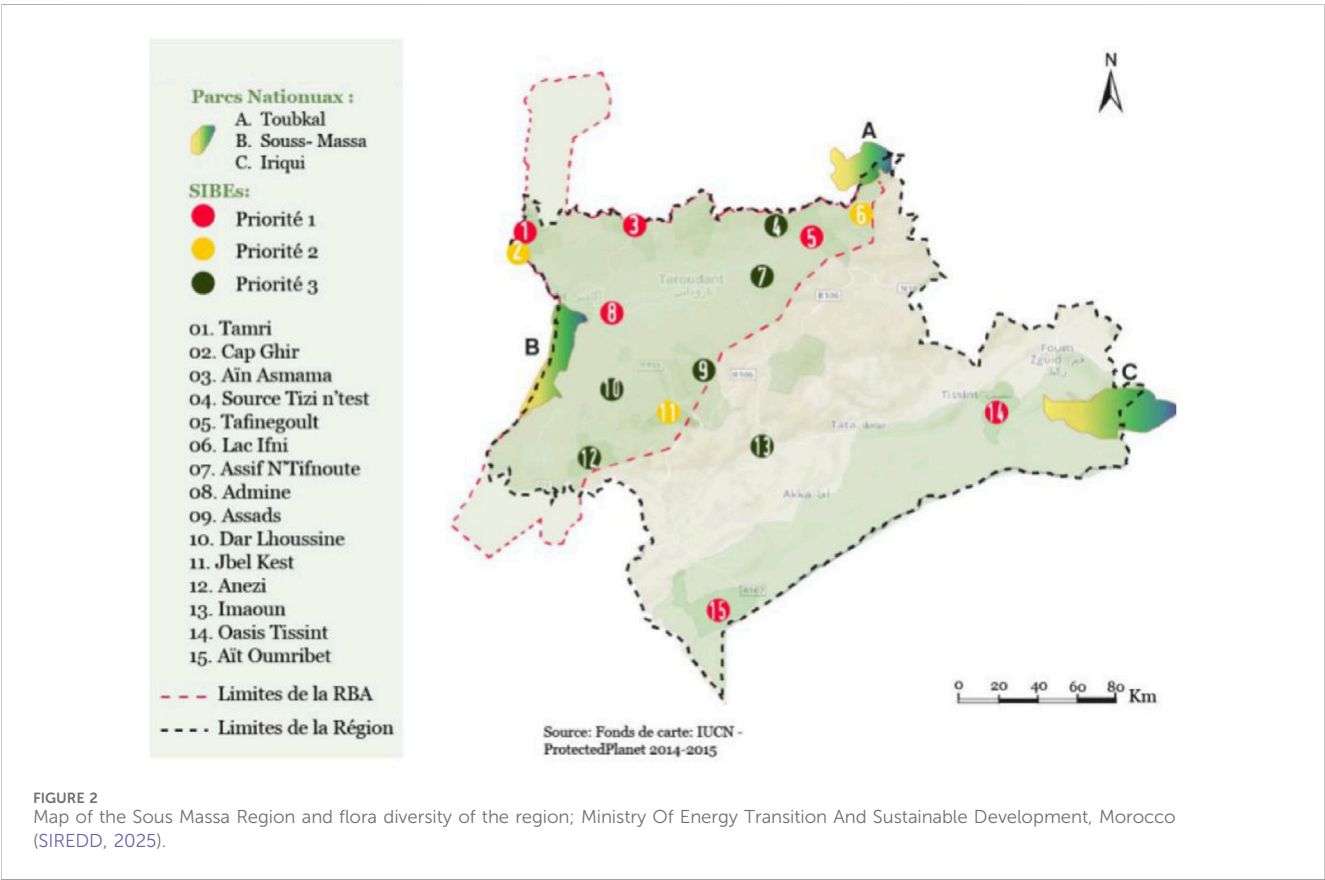 Parcs Nationuax :
A. Toubkal
B. Souss- Massa
C. Iriqui
SIBEs:
Priorité 1
Priorité 2
Priorité 3
01. Tamri
02. Cap Ghir
03. Aïn Asmama
04. Source Tizi n'test
05. Tafinegoult
06. Lac Ifni
07. Assif N'Tifnoute
08. Admine
09. Assads
10. Dar Lhoussine
11. Jbel Kest
12. Anezi
13. Imaoun
14. Oasis Tissint
15. Aït Oumribet
Limites de la RBA
Limites de la Région
N
A
1
2
3
4
5
6
7
Taroudant
تارودانت
R106
8
B
9
R106
10
11
12
13
Foum
Zguid
C
Tissint
14
Tata
Akka
R107
15
0 20 40 60 80 Km
Source: Fonds de carte: IUCN -
ProtectedPlanet 2014-2015
FIGURE 2
Map of the Sous Massa Region and flora diversity of the region; Ministry Of Energy Transition And Sustainable Development, Morocco
(SIREDD, 2025).